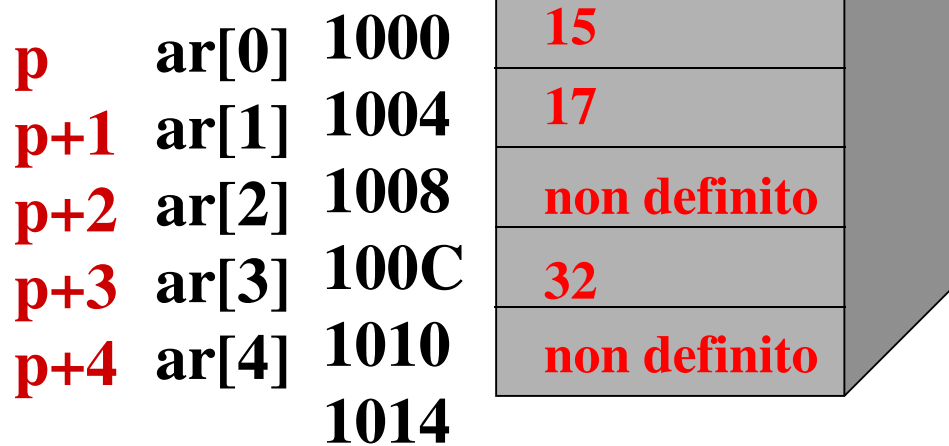 p ar[0] 1000 15
p+1 ar[1] 1004 17
p+2 ar[2] 1008 non definito
p+3 ar[3] 100C 32
p+4 ar[4] 1010 non definito
1014